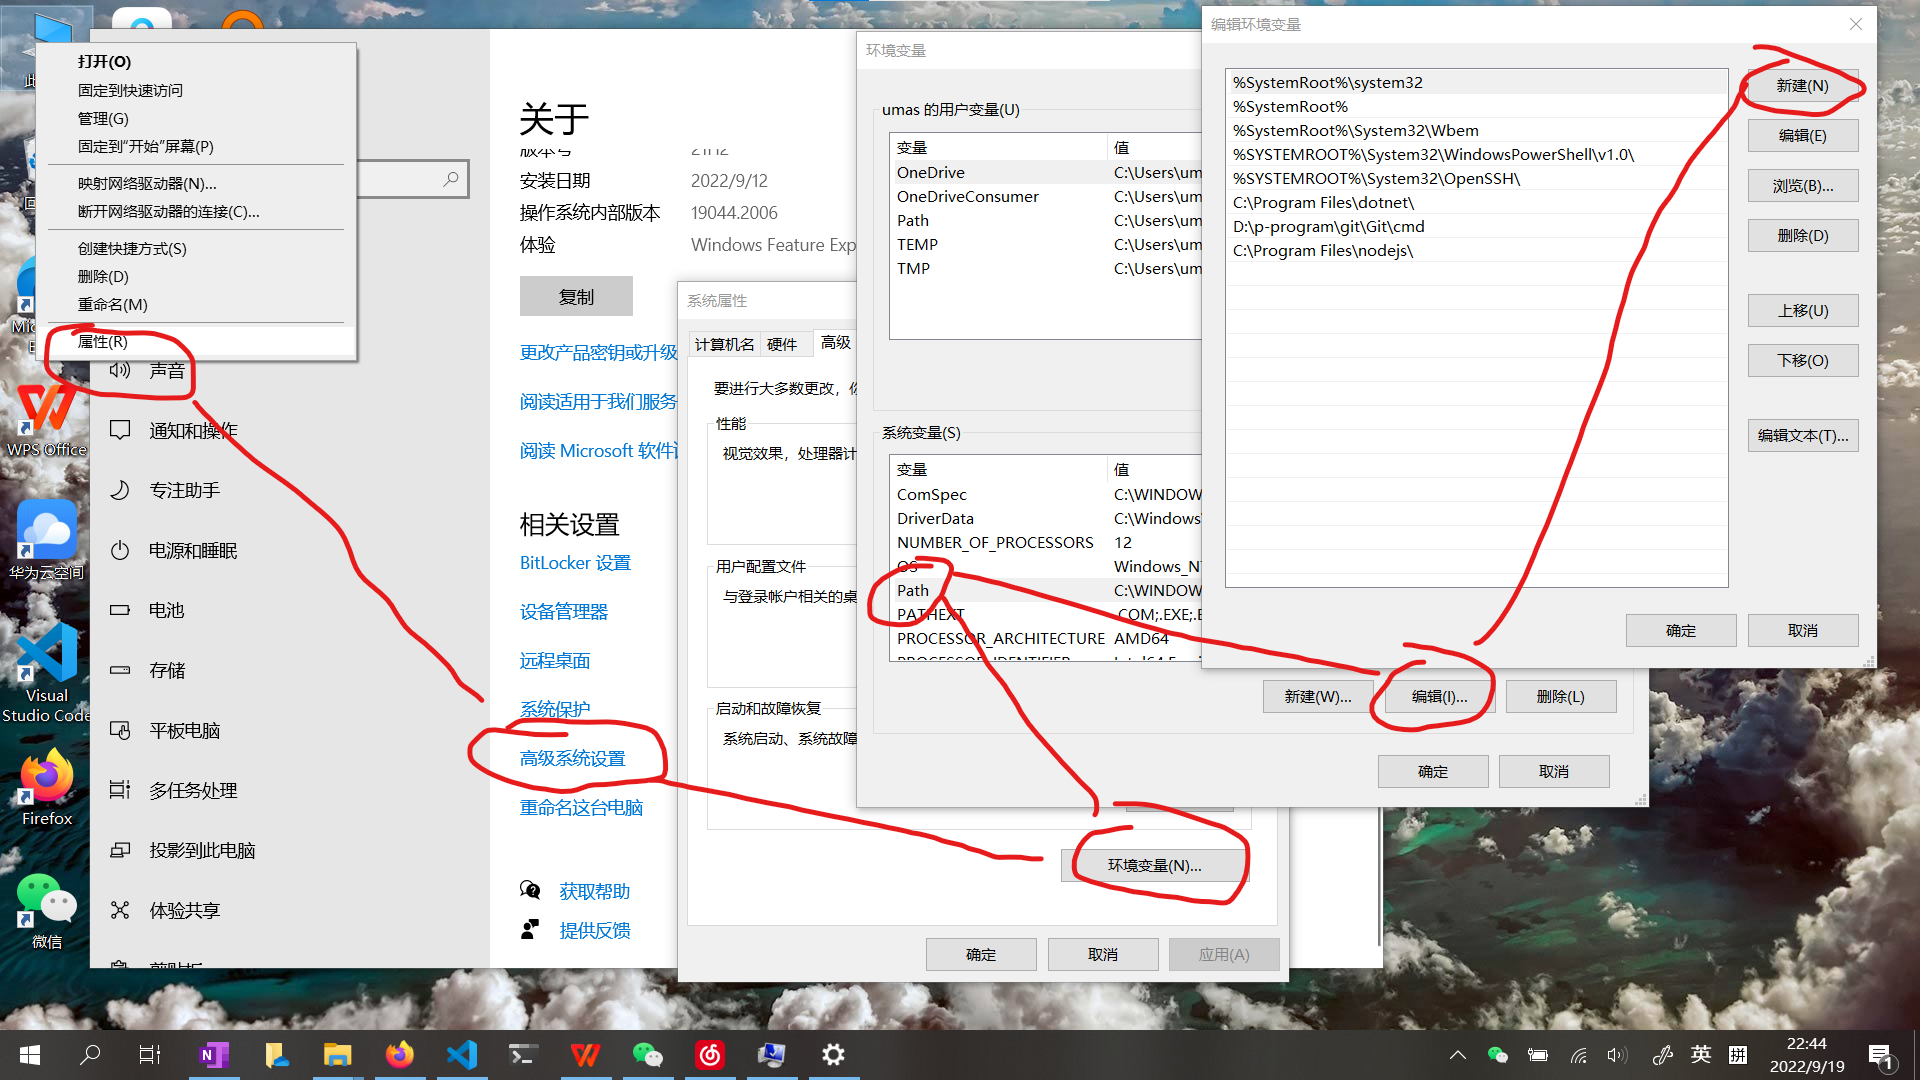 打开(O)
固定到快速访问
管理(G)
固定到“开始”屏幕(P)
映射网络驱动器(N)...
断开网络驱动器的连接(C)...
创建快捷方式(S)
删除(D)
重命名(M)
属性(R)
WPS Office
华为云空间
Visual
Studio Code
Firefox
微信
声音
通知和操作
专注助手
电源和睡眠
电池
存储
平板电脑
多任务处理
投影到此电脑
体验共享
关于
版本号
21H2
安装日期
2022/9/12
操作系统内部版本
19044.2006
体验
Windows Feature Exp
复制
更改产品密钥或升级
阅读适用于我们服务
阅读 Microsoft 软件
相关设置
BitLocker 设置
设备管理器
远程桌面
系统保护
高级系统设置
重命名这台电脑
获取帮助
提供反馈
系统属性
计算机名
硬件
高级
要进行大多数更改，
性能
视觉效果，处理器计
用户配置文件
与登录帐户相关的桌
启动和故障恢复
系统启动、系统故障
环境变量(N)...
确定
取消
应用(A)
环境变量
umas 的用户变量(U)
变量
值
OneDrive
C:\Users\um
OneDriveConsumer
C:\Users\um
Path
C:\Users\um
TEMP
C:\Users\um
TMP
C:\Users\um
系统变量(S)
变量
值
ComSpec
C:\WINDOW
DriverData
C:\Windows
NUMBER_OF_PROCESSORS
12
OS
Windows_N
Path
C:\WINDOW
PATHEXT
.COM;.EXE;.
PROCESSOR_ARCHITECTURE
AMD64
新建(W)...
编辑(I)...
删除(L)
确定
取消
编辑环境变量
%SystemRoot%\system32
%SystemRoot%
%SystemRoot%\System32\Wbem
%SYSTEMROOT%\System32\WindowsPowerShell\v1.0\
%SYSTEMROOT%\System32\OpenSSH\
C:\Program Files\dotnet\
D:\p-program\git\Git\cmd
C:\Program Files\nodejs\
新建(N)
编辑(E)
浏览(B)...
删除(D)
上移(U)
下移(O)
编辑文本(T)...
确定
取消
英
拼
22:44
2022/9/19
1